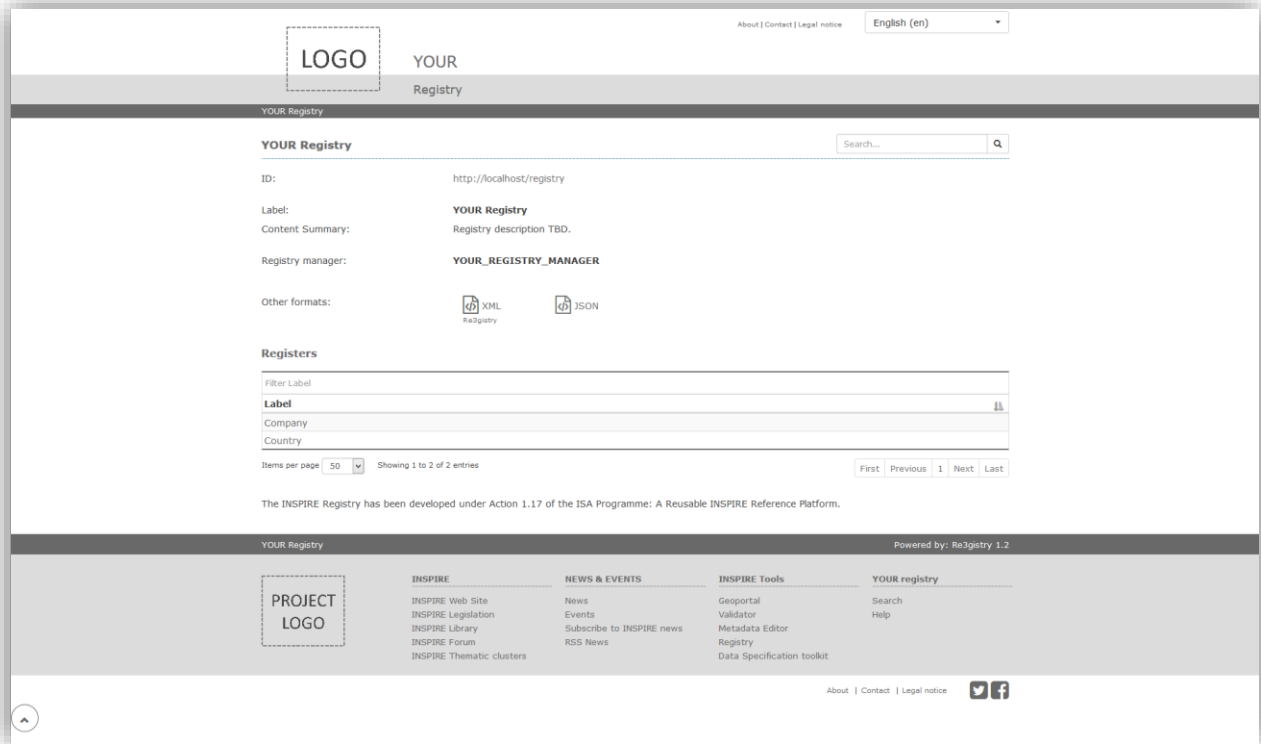 About | Contact | Legal notice English (en)
LOGO
YOUR
Registry
YOUR Registry
YOUR Registry Search...
ID: http://localhost/registry
Label: YOUR Registry
Content Summary: Registry description TBD.
Registry manager: YOUR_REGISTRY_MANAGER
Other formats: XML JSON
Re3gistry
Registers
Filter Label
Label
Company
Country
Items per page 50 Showing 1 to 2 of 2 entries First Previous 1 Next Last
The INSPIRE Registry has been developed under Action 1.17 of the ISA Programme: A Reusable INSPIRE Reference Platform.
YOUR Registry Powered by: Re3gistry 1.2
PROJECT
LOGO
INSPIRE
INSPIRE Web Site
INSPIRE Legislation
INSPIRE Library
INSPIRE Forum
INSPIRE Thematic clusters
NEWS & EVENTS
News
Events
Subscribe to INSPIRE news
RSS News
INSPIRE Tools
Geoportal
Validator
Metadata Editor
Registry
Data Specification toolkit
YOUR registry
Search
Help
About | Contact | Legal notice